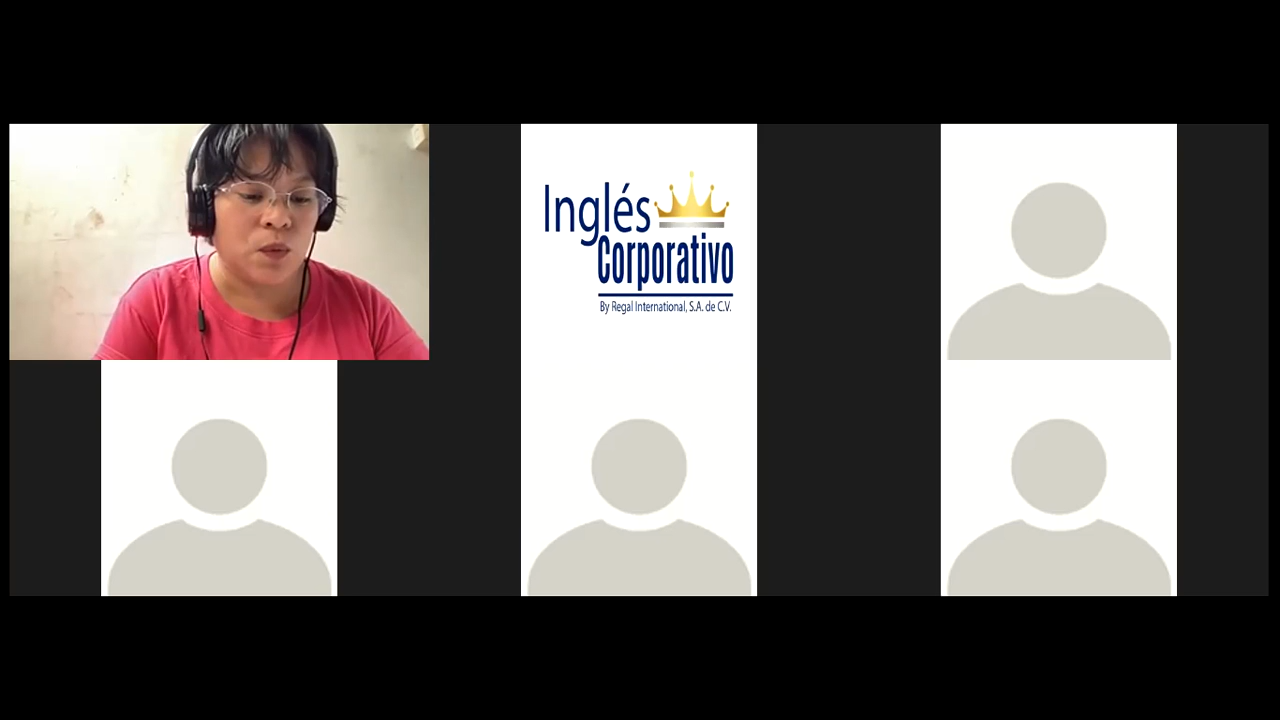 Inglés
Corporativo
By Regal International, S.A. de C.V.